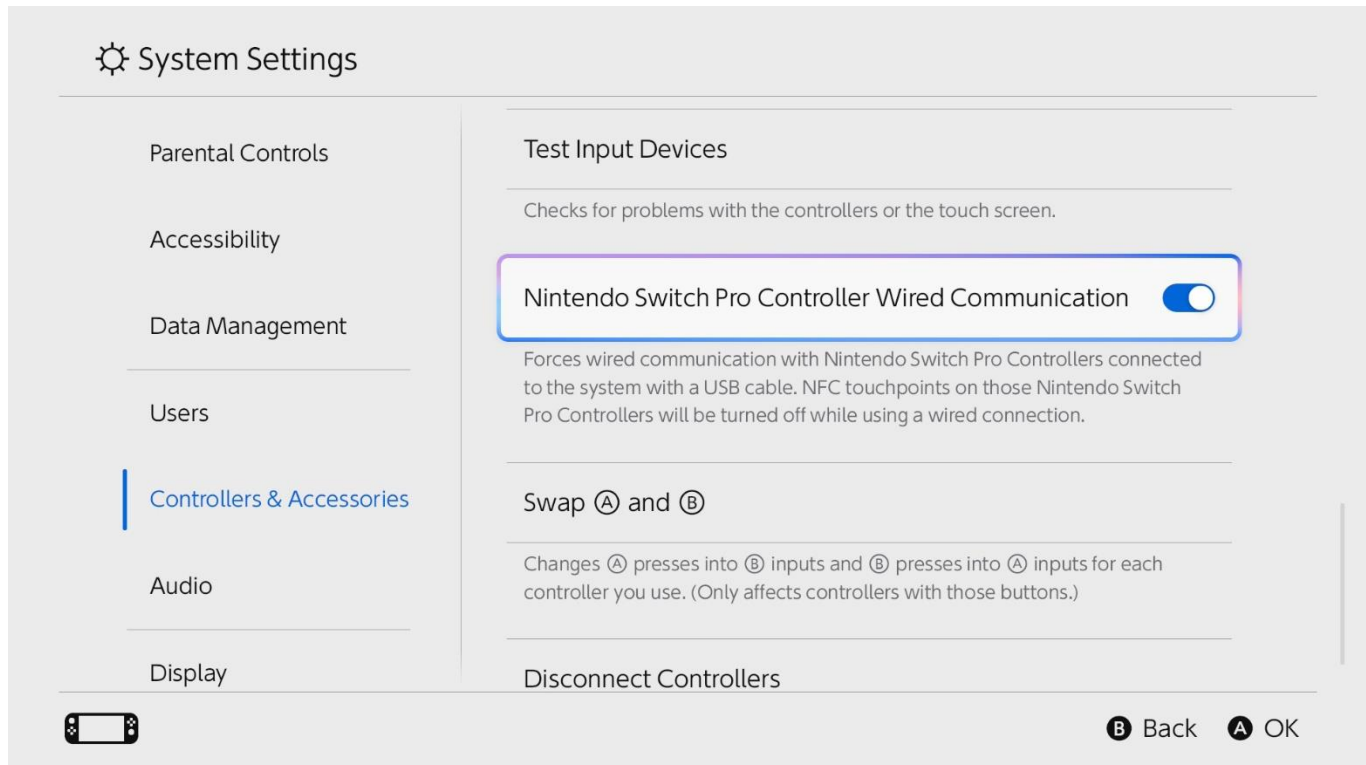 System Settings
Parental Controls
Accessibility
Data Management
Users
Controllers & Accessories
Audio
Display
Test Input Devices
Checks for problems with the controllers or the touch screen.
Nintendo Switch Pro Controller Wired Communication
Forces wired communication with Nintendo Switch Pro Controllers connected
to the system with a USB cable. NFC touchpoints on those Nintendo Switch
Pro Controllers will be turned off while using a wired connection.
Swap Ⓐ and Ⓑ
Changes Ⓐ presses into Ⓑ inputs and Ⓑ presses into Ⓐ inputs for each
controller you use. (Only affects controllers with those buttons.)
Disconnect Controllers
B Back A OK